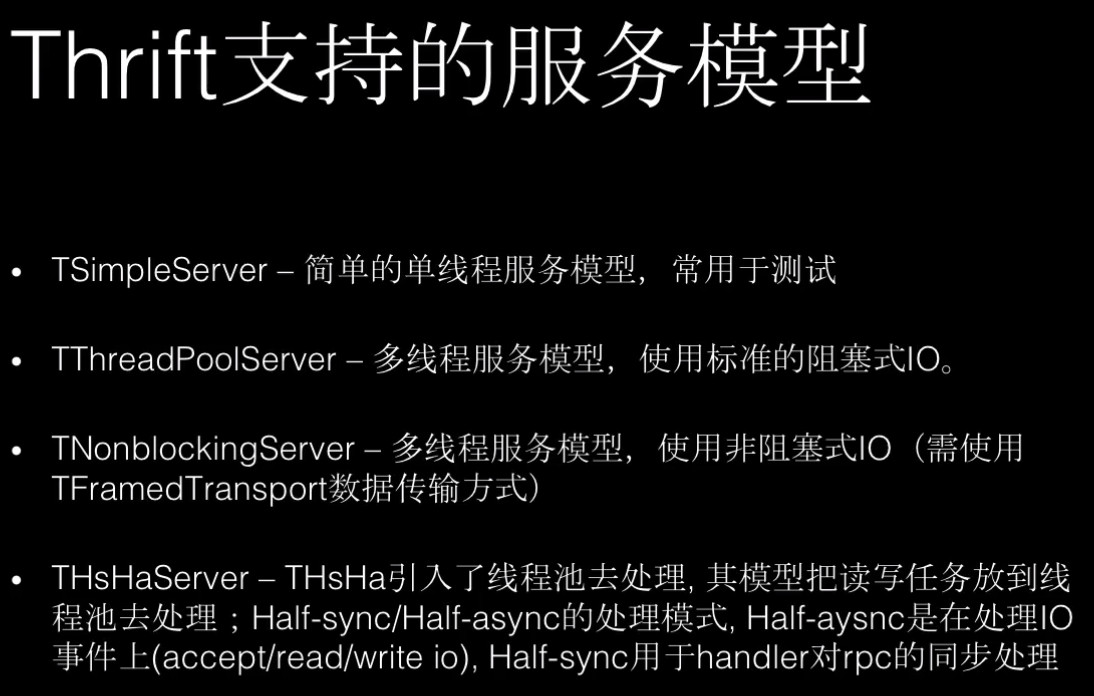 Thrift支持的服务模型
• TSimpleServer – 简单的单线程服务模型，常用于测试
• TThreadPoolServer – 多线程服务模型，使用标准的阻塞式IO。
• TNonblockingServer – 多线程服务模型，使用非阻塞式IO（需使用
TFramedTransport数据传输方式）
• THsHaServer – THsHa引入了线程池去处理, 其模型把读写任务放到线
程池去处理；Half-sync/Half-async的处理模式, Half-aysnc是在处理IO
事件上(accept/read/write io), Half-sync用于handler对rpc的同步处理